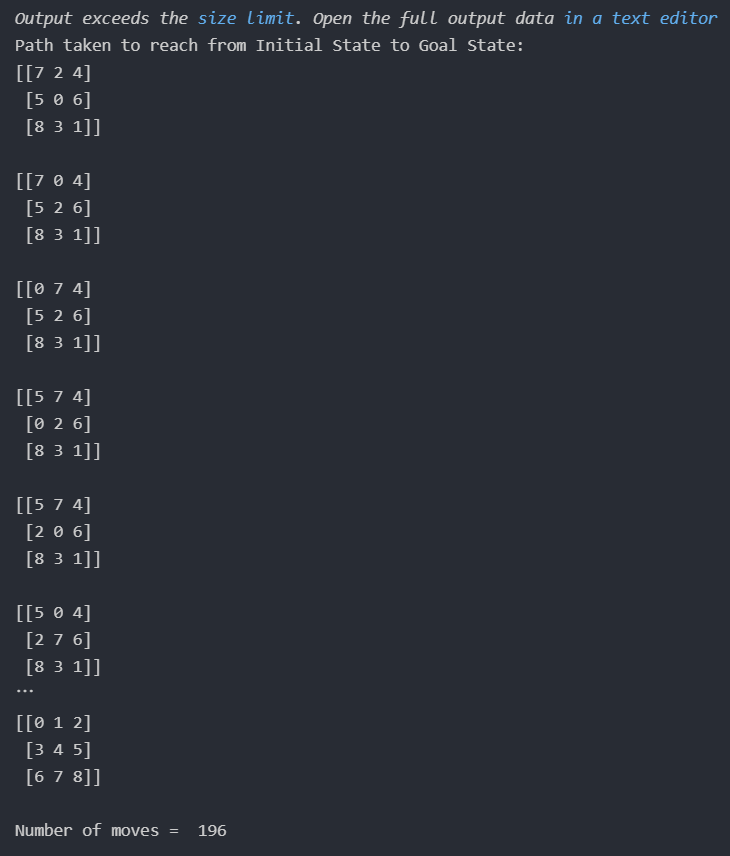 Output exceeds the size limit. Open the full output data in a text editor
Path taken to reach from Initial State to Goal State:
[[7 2 4]
 [5 0 6]
 [8 3 1]]

[[7 0 4]
 [5 2 6]
 [8 3 1]]

[[0 7 4]
 [5 2 6]
 [8 3 1]]

[[5 7 4]
 [0 2 6]
 [8 3 1]]

[[5 7 4]
 [2 0 6]
 [8 3 1]]

[[5 0 4]
 [2 7 6]
 [8 3 1]]
...
[[0 1 2]
 [3 4 5]
 [6 7 8]]

Number of moves =  196